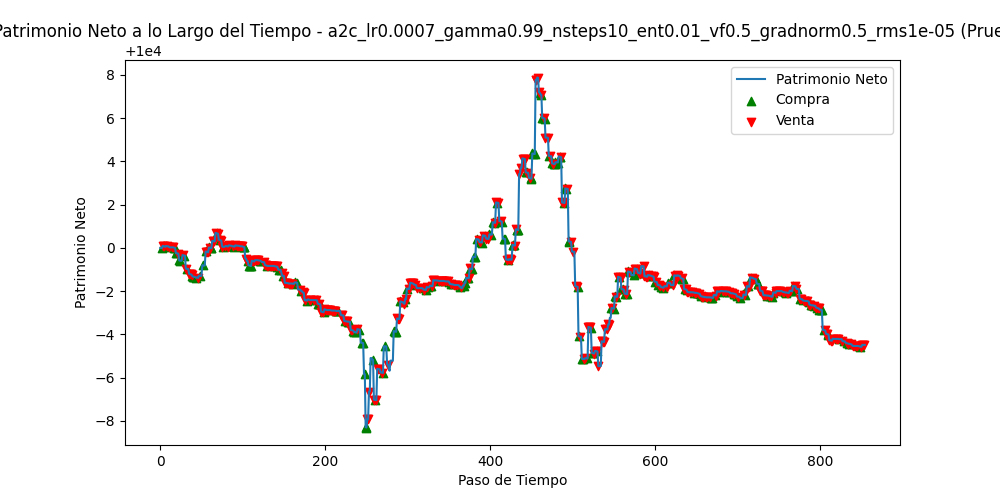 Patrimonio Neto a lo Largo del Tiempo - a2c_lr0.0007_gamma0.99_nsteps10_ent0.01_vf0.5_gradnorm0.5_rms1e-05 (Prue
+1e4
Patrimonio Neto
Compra
Venta
8
6
4
2
0
−2
−4
−6
−8
Patrimonio Neto
0 200 400 600 800
Paso de Tiempo